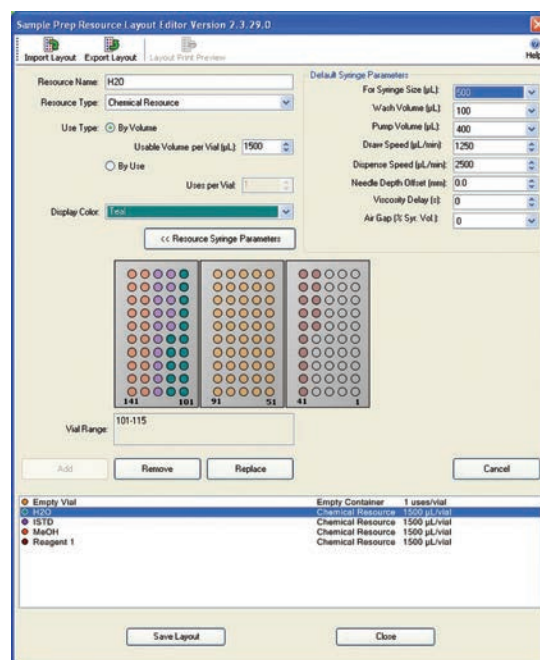 Sample Prep Resource Layout Editor Version 2.3.29.0
Import Layout Export Layout Layout Print Preview Help
Resource Name: H2O
Resource Type: Chemical Resource
Use Type: By Volume
Usable Volume per Vial (µL): 1500
By Use
Uses per Vial: 1
Display Color: Teal
<< Resource Syringe Parameters
Default Syringe Parameters
For Syringe Size (µL): 500
Wash Volume (µL): 100
Pump Volume (µL): 400
Draw Speed (µL/min): 1250
Dispense Speed (µL/min): 2500
Needle Depth Offset (mm): 0.0
Viscosity Delay (s): 0
Air Gap (% Syr. Vol.): 0
141 101 91 51 41 1
Vial Range: 101-115
Add Remove Replace Cancel
Empty Vial Empty Container 1 uses/vial
H2O Chemical Resource 1500 µL/vial
ISTD Chemical Resource 1500 µL/vial
MeOH Chemical Resource 1500 µL/vial
Reagent 1 Chemical Resource 1500 µL/vial
Save Layout Close